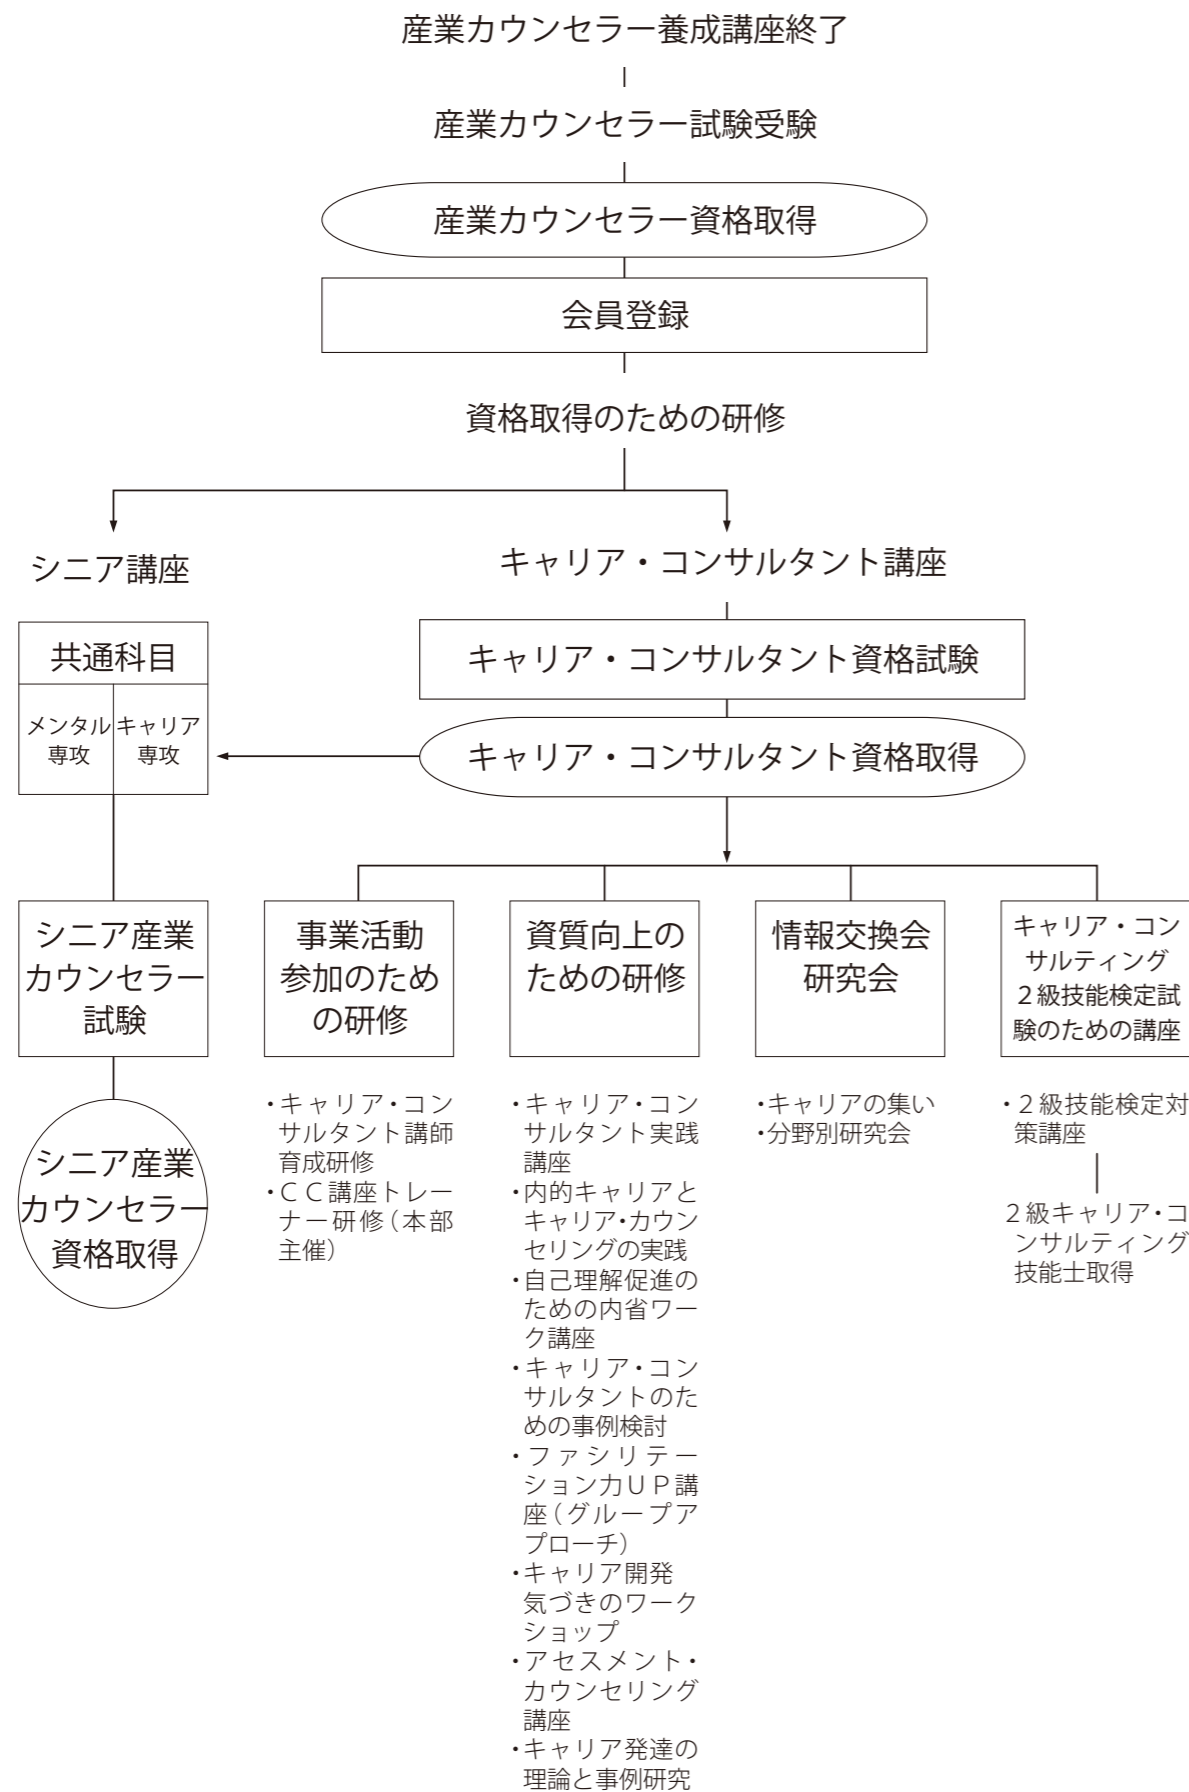 産業カウンセラー養成講座終了
産業カウンセラー試験受験
産業カウンセラー資格取得
会員登録
資格取得のための研修
シニア講座
共通科目
メンタル
専攻
キャリア
専攻
シニア産業
カウンセラー
試験
シニア産業
カウンセラー
資格取得
キャリア・コンサルタント講座
キャリア・コンサルタント資格試験
キャリア・コンサルタント資格取得
事業活動
参加のため
の研修
・キャリア・コン
サルタント講師
育成研修
・ＣＣ講座トレー
ナー研修（本部
主催）
資質向上の
ための研修
・キャリア・コン
サルタント実践
講座
・内的キャリアと
キャリア・カウン
セリングの実践
・自己理解促進の
ための内省ワー
ク講座
・キャリア・コン
サルタントのた
めの事例検討
・ファシリテー
ション力ＵＰ講
座（グループア
プローチ）
・キャリア開発
気づきのワーク
ショップ
・アセスメント・
カウンセリング
講座
・キャリア発達の
理論と事例研究
情報交換会
研究会
・キャリアの集い
・分野別研究会
キャリア・コン
サルティング
２級技能検定試
験のための講座
・２級技能検定対
策講座
２級キャリア・コ
ンサルティング
技能士取得